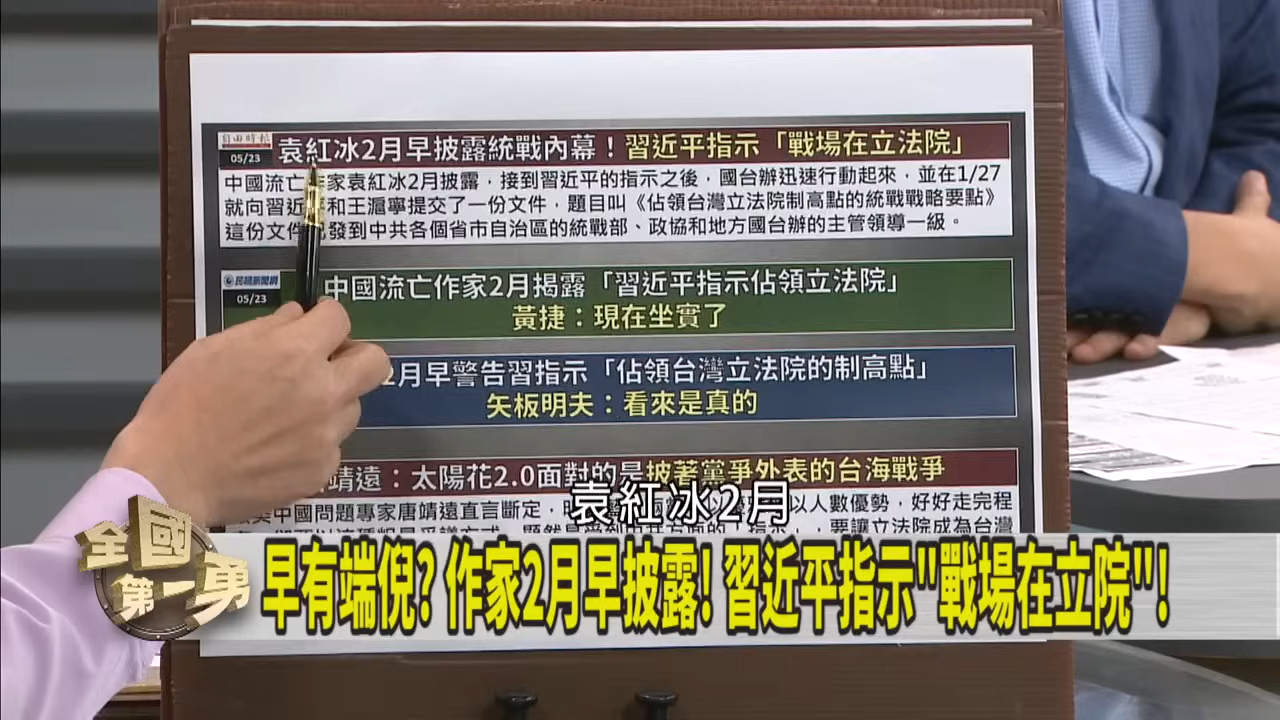 自由時報
05/23
袁紅冰2月早披露統戰內幕！習近平指示「戰場在立法院」
中國流亡作家袁紅冰2月披露，接到習近平的指示之後，國台辦迅速行動起來，並在1/27
就向習近平和王滬寧提交了一份文件，題目叫《佔領台灣立法院制高點的統戰戰略要點》
這份文件已發到中共各個省市自治區的統戰部、政協和地方國台辦的主管領導一級。
民視新聞網
05/23
中國流亡作家2月揭露「習近平指示佔領立法院」
黃捷：現在坐實了
2月早警告習指示「佔領台灣立法院的制高點」
矢板明夫：看來是真的
靖遠：太陽花2.0面對的是披著黨爭外表的台海戰爭
中國問題專家唐靖遠直言斷定，
以人數優勢，好好走完程
要讓立法院成為台灣
袁紅冰2月
全國第一勇
早有端倪？作家2月早披露！習近平指示"戰場在立院"！